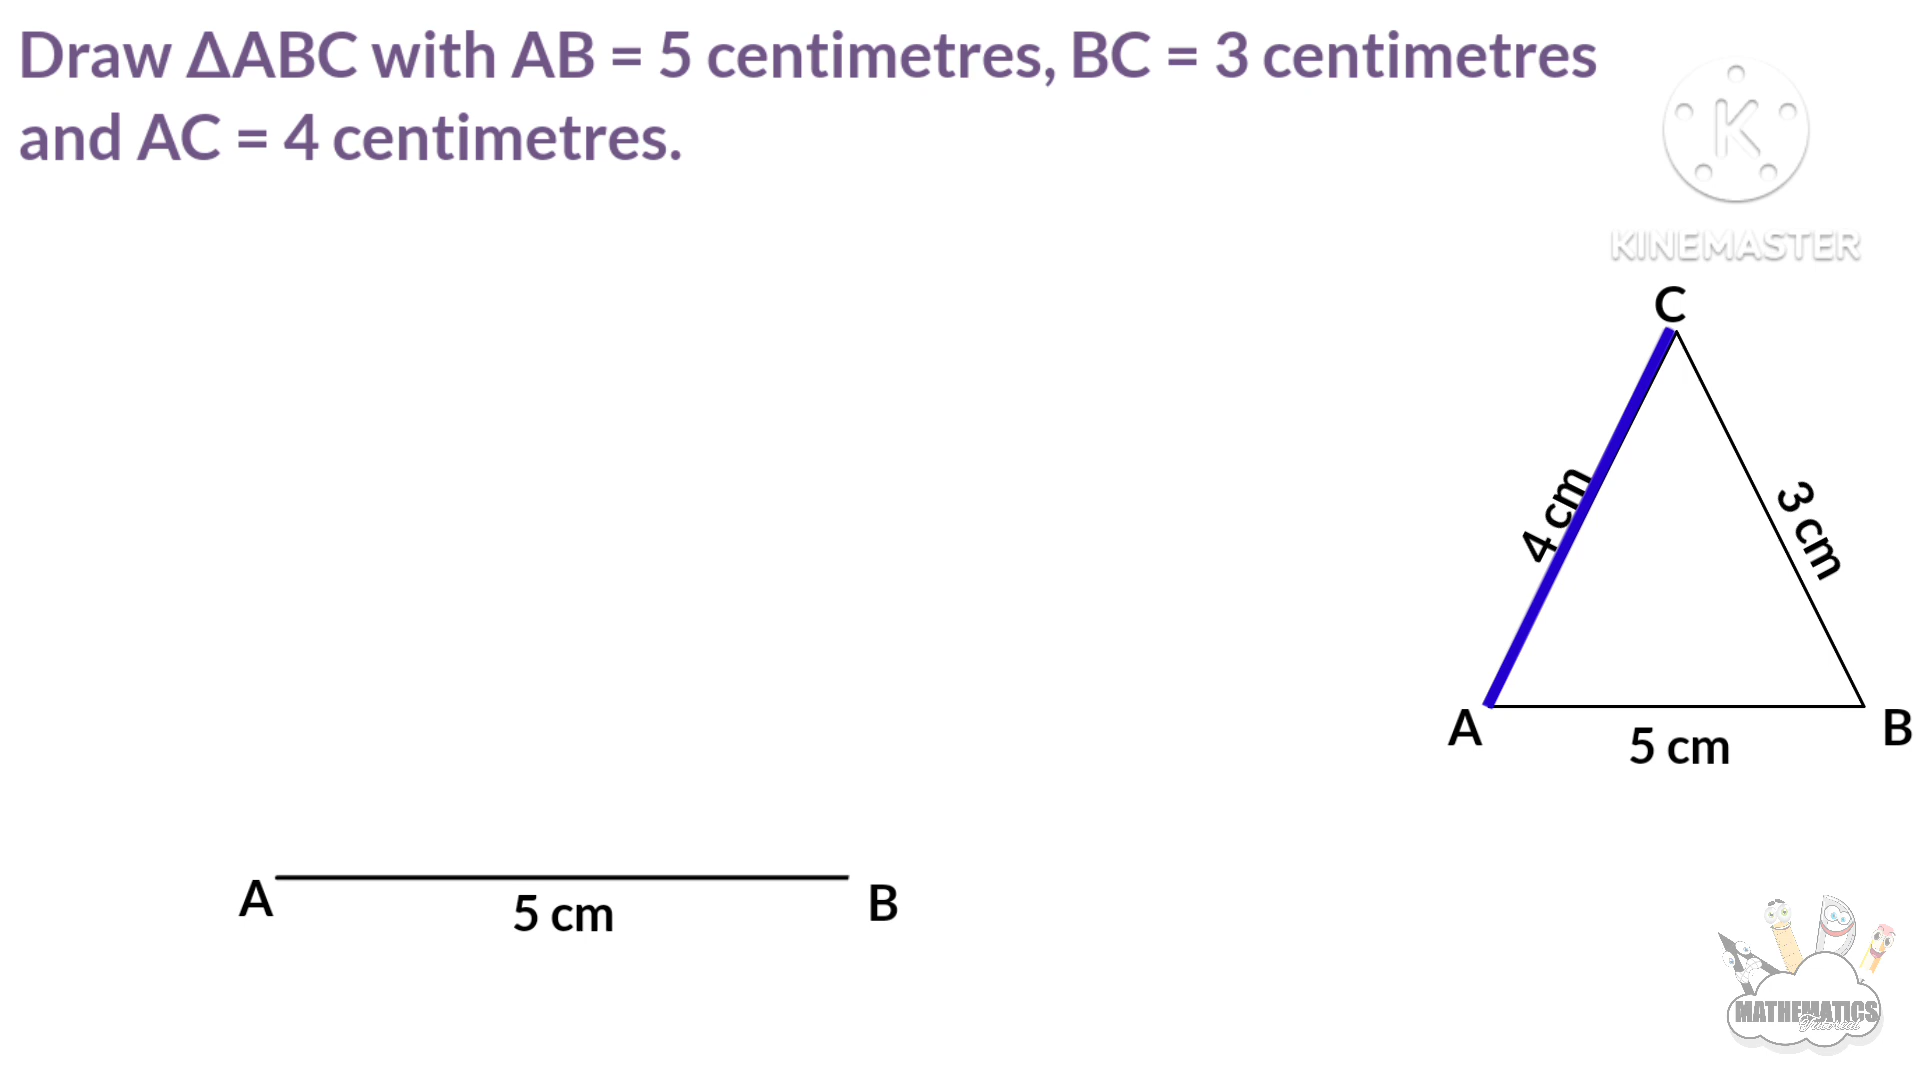 Draw ΔABC with AB = 5 centimetres, BC = 3 centimetres
and AC = 4 centimetres.
K
KINEMASTER
C
4 cm
3 cm
A
B
5 cm
A
B
5 cm
MATHEMATICS
Tutorial